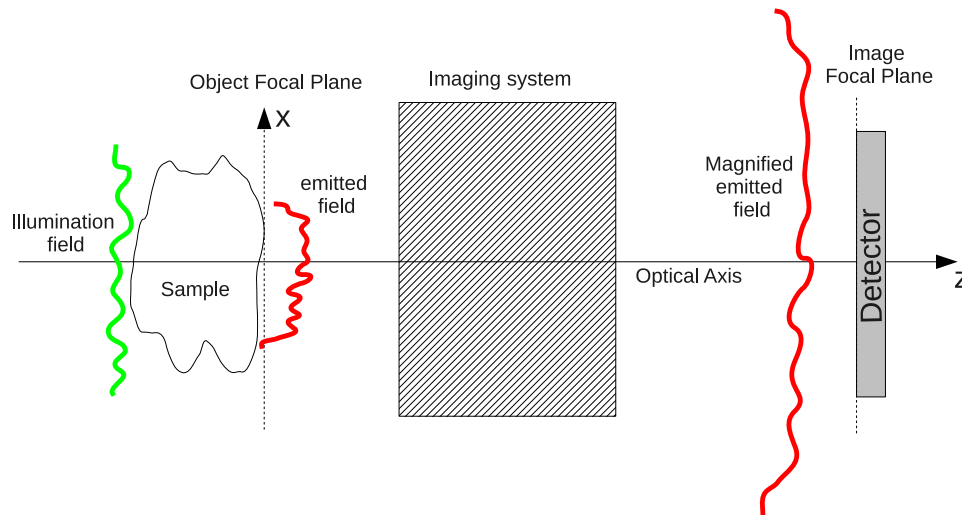 Object Focal Plane
X
Imaging system
Image
Focal Plane
Illumination
field
Sample
emitted
field
Magnified
emitted
field
Optical Axis
Detector
Z